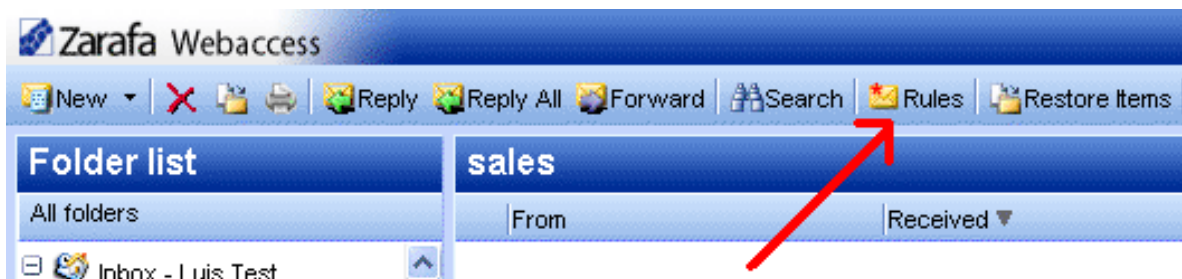 Zarafa Webaccess
New Reply Reply All Forward Search Rules Restore Items
Folder list
sales
All folders
From
Received
Inbox - Luis Test